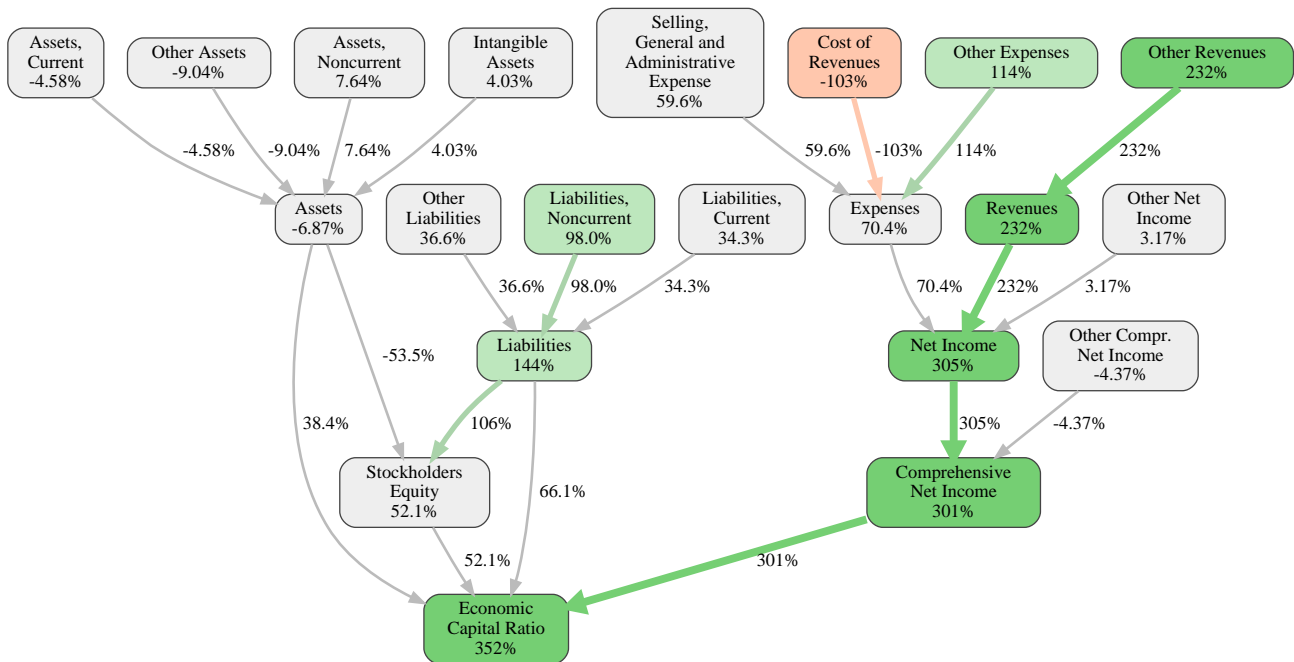 Assets,
Current
-4.58%
Other Assets
-9.04%
Assets,
Noncurrent
7.64%
Intangible
Assets
4.03%
Selling,
General and
Administrative
Expense
59.6%
Cost of
Revenues
-103%
Other Expenses
114%
Other Revenues
232%
-4.58%
-9.04%
7.64%
4.03%
59.6%
-103%
114%
232%
Assets
-6.87%
Other
Liabilities
36.6%
Liabilities,
Noncurrent
98.0%
Liabilities,
Current
34.3%
Expenses
70.4%
Revenues
232%
Other Net
Income
3.17%
36.6%
98.0%
34.3%
70.4%
232%
3.17%
Liabilities
144%
Net Income
305%
Other Compr.
Net Income
-4.37%
-53.5%
38.4%
106%
66.1%
305%
-4.37%
Stockholders
Equity
52.1%
Comprehensive
Net Income
301%
52.1%
301%
Economic
Capital Ratio
352%